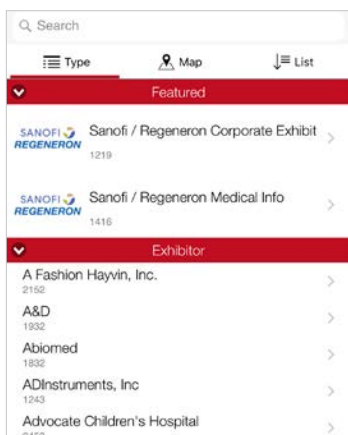 Search
Type
Map
List
Featured
SANOFI
REGENERON
Sanofi / Regeneron Corporate Exhibit
1219
SANOFI
REGENERON
Sanofi / Regeneron Medical Info
1416
Exhibitor
A Fashion Hayvin, Inc.
2152
A&D
1932
Abiomed
1832
ADInstruments, Inc
1243
Advocate Children's Hospital